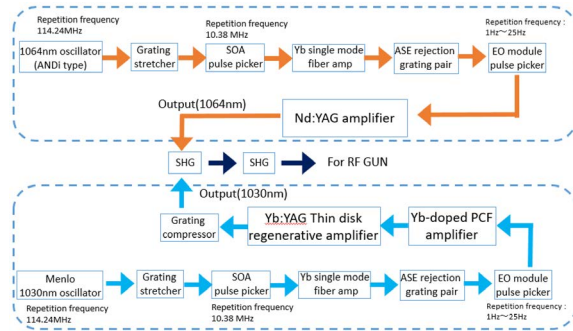 Repetition frequency
114.24MHz
Repetition frequency
10.38 MHz
Repetition frequency :
1Hz～25Hz
1064nm oscillator
(ANDi type)
Grating
stretcher
SOA
pulse picker
Yb single mode
fiber amp
ASE rejection
grating pair
EO module
pulse picker
Output(1064nm)
Nd:YAG amplifier
SHG
SHG
For RF GUN
Output(1030nm)
Grating
compressor
Yb:YAG Thin disk
regenerative amplifier
Yb-doped PCF
amplifier
Menlo
1030nm oscillator
Grating
stretcher
SOA
pulse picker
Yb single mode
fiber amp
ASE rejection
grating pair
EO module
pulse picker
Repetition frequency
114.24MHz
Repetition frequency
10.38 MHz
Repetition frequency :
1Hz～25Hz